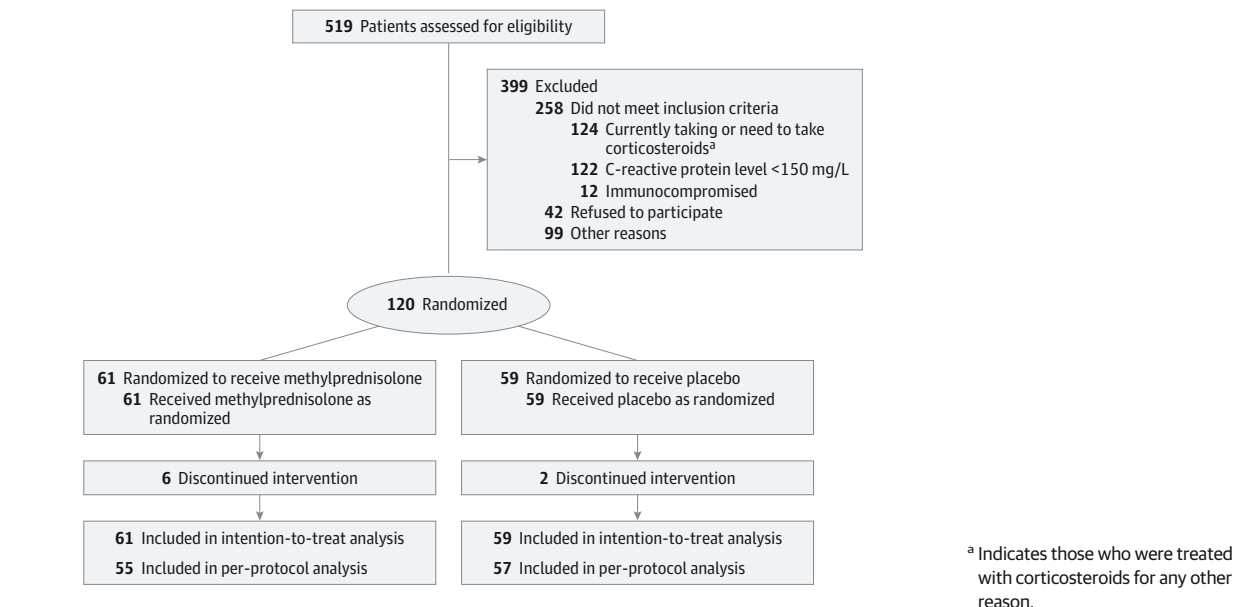 519 Patients assessed for eligibility
399 Excluded
258 Did not meet inclusion criteria
124 Currently taking or need to take
corticosteroidsᵃ
122 C-reactive protein level <150 mg/L
12 Immunocompromised
42 Refused to participate
99 Other reasons
120 Randomized
61 Randomized to receive methylprednisolone
61 Received methylprednisolone as
randomized
59 Randomized to receive placebo
59 Received placebo as randomized
6 Discontinued intervention
2 Discontinued intervention
61 Included in intention-to-treat analysis
55 Included in per-protocol analysis
59 Included in intention-to-treat analysis
57 Included in per-protocol analysis
ᵃ Indicates those who were treated
with corticosteroids for any other
reason.